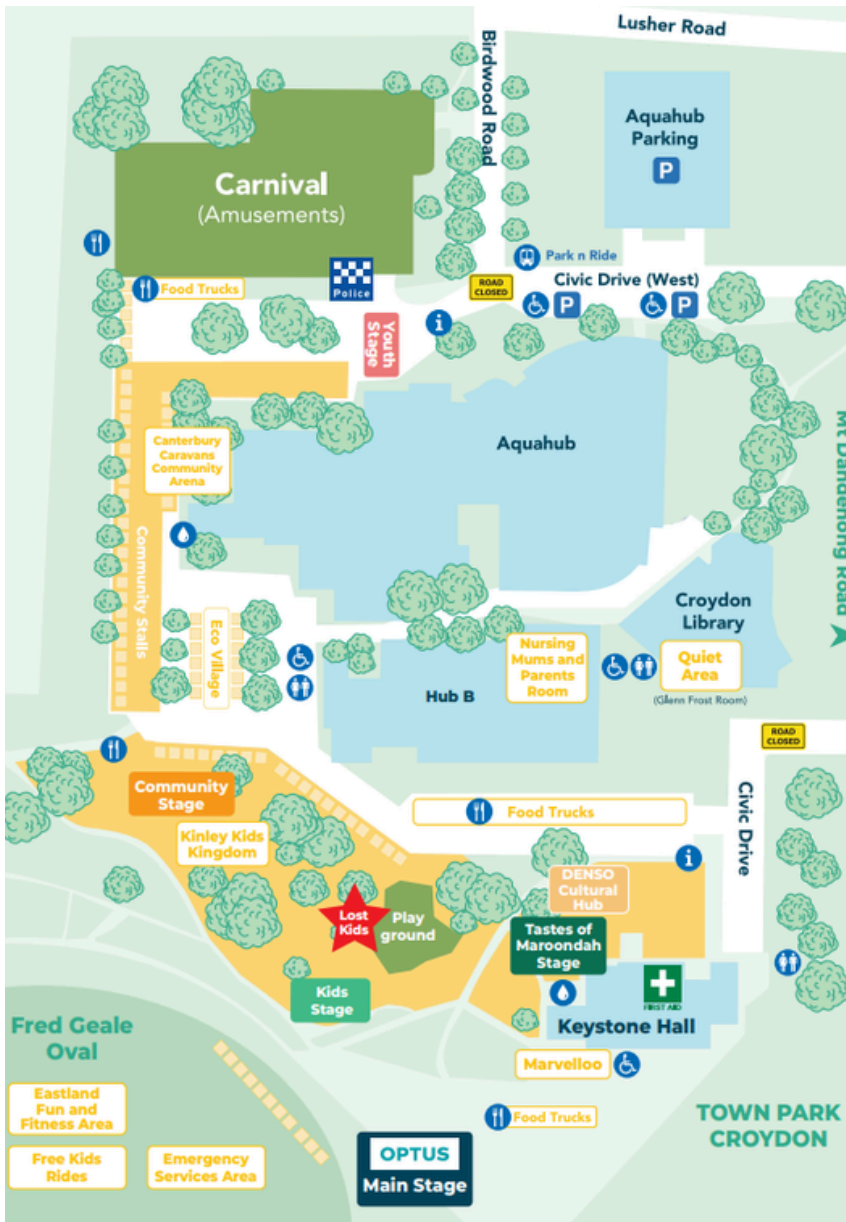 Lusher Road
Birdwood Road
Aquahub
Parking
P
Carnival
(Amusements)
Park n Ride
Food Trucks
Police
ROAD
CLOSED
Civic Drive (West)
P
P
i
Youth
Stage
Canterbury
Caravans
Community
Arena
Aquahub
Mt Dandenong Road
Community Stalls
Eco Village
Croydon
Library
Nursing
Mums and
Parents
Room
Quiet
Area
(Glenn Frost Room)
Hub B
ROAD
CLOSED
Community
Stage
Food Trucks
Civic Drive
Kinley Kids
Kingdom
i
DENSO
Cultural
Hub
Lost
Kids
Play
ground
Tastes of
Maroondah
Stage
Kids
Stage
FIRST AID
Keystone Hall
Fred Geale
Oval
Marvelloo
Eastland
Fun and
Fitness Area
Food Trucks
TOWN PARK
CROYDON
Free Kids
Rides
Emergency
Services Area
OPTUS
Main Stage